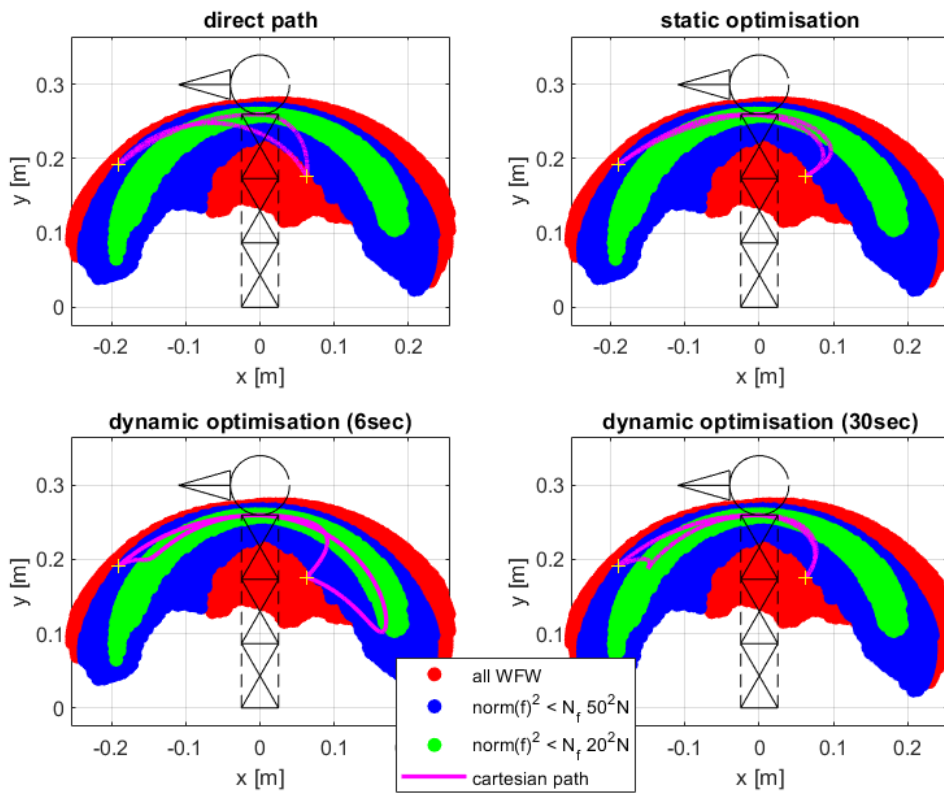 direct path
static optimisation
0.3
0.2
0.1
0
y [m]
-0.2 -0.1 0 0.1 0.2
x [m]
0.3
0.2
0.1
0
y [m]
-0.2 -0.1 0 0.1 0.2
x [m]
dynamic optimisation (6sec)
dynamic optimisation (30sec)
0.3
0.2
0.1
0
y [m]
-0.2 -0.1 0 0.1
x [m]
0.3
0.2
0.1
y [m]
0 0.1 0.2
x [m]
all WFW
norm(f)² < N_f 50²N
norm(f)² < N_f 20²N
cartesian path